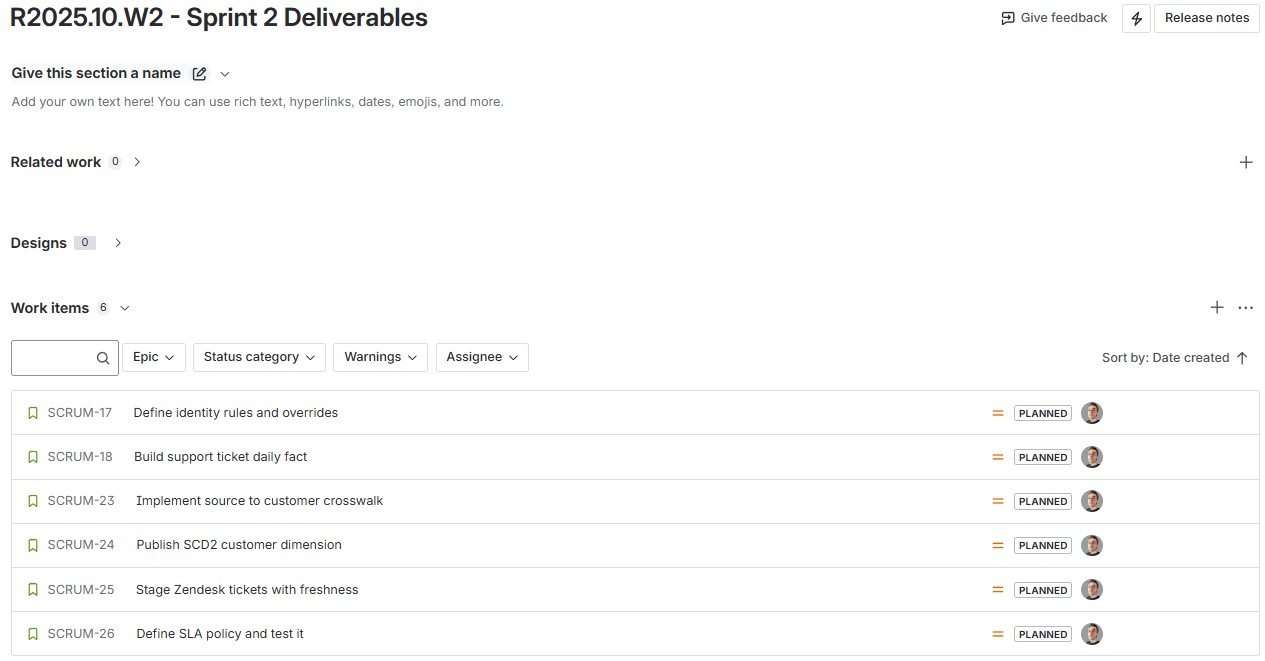 R2025.10.W2 - Sprint 2 Deliverables
Give feedback
Release notes
Give this section a name
Add your own text here! You can use rich text, hyperlinks, dates, emojis, and more.
Related work 0
Designs 0
Work items 6
Epic Status category Warnings Assignee Sort by: Date created
SCRUM-17 Define identity rules and overrides PLANNED
SCRUM-18 Build support ticket daily fact PLANNED
SCRUM-23 Implement source to customer crosswalk PLANNED
SCRUM-24 Publish SCD2 customer dimension PLANNED
SCRUM-25 Stage Zendesk tickets with freshness PLANNED
SCRUM-26 Define SLA policy and test it PLANNED